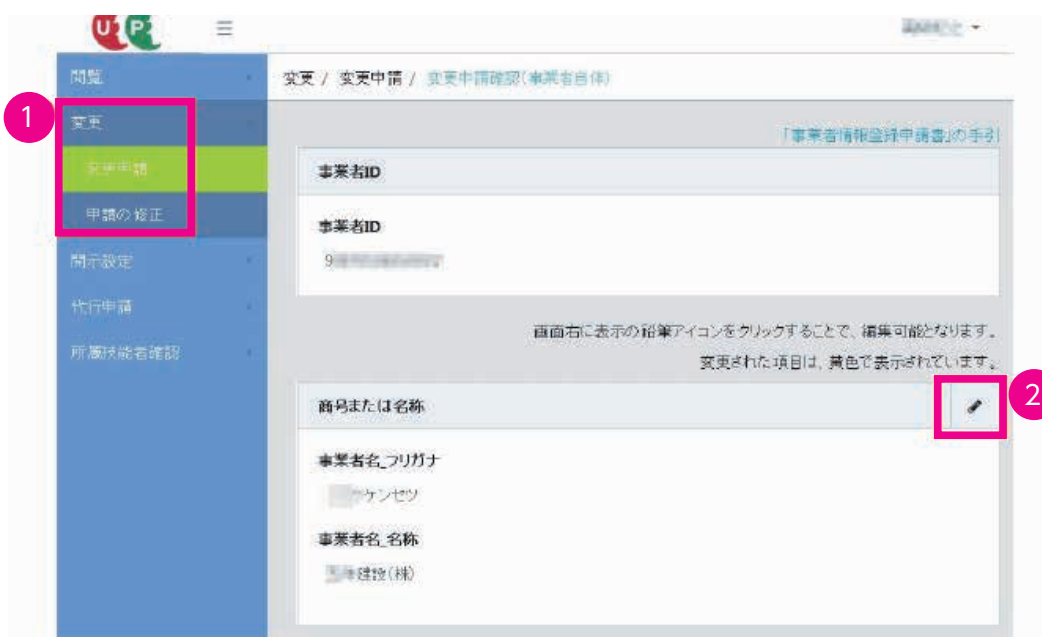 U2 P2
☰
閲覧
変更 / 変更申請 / 変更申請確認(事業者自体)
1
変更
「事業者情報登録申請書」の手引
変更申請
事業者ID
申請の修正
事業者ID
開示設定
9
代行申請
画面右に表示の鉛筆アイコンをクリックすることで、編集可能となります。
所属技能者確認
変更された項目は、黄色で表示されています。
2
商号または名称
事業者名_フリガナ
ケンセツ
事業者名_名称
建設(株)